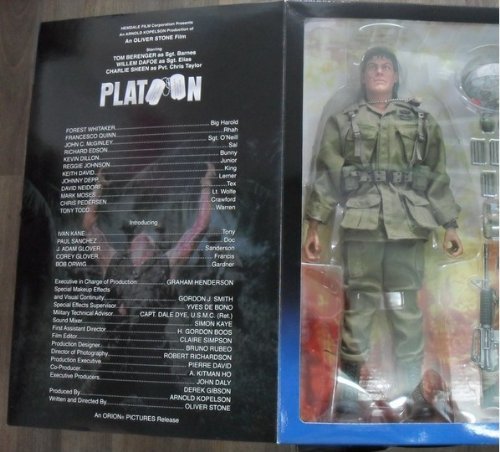 HEMDALE FILM Corporation Presents
An ARNOLD KOPELSON Production of
An OLIVER STONE Film
Starring
TOM BERENGER as Sgt. Barnes
WILLEM DAFOE as Sgt. Elias
CHARLIE SHEEN as Pvt. Chris Taylor
PLATOON
FOREST WHITAKER Big Harold
FRANCESCO QUINN Rhah
JOHN C. McGINLEY Sgt. O'Neill
RICHARD EDSON Sal
KEVIN DILLON Bunny
REGGIE JOHNSON Junior
KEITH DAVID King
JOHNNY DEPP Lerner
DAVID NEIDORF Tex
MARK MOSES Lt. Wolfe
CHRIS PEDERSEN Crawford
TONY TODD Warren
Introducing
IVAN KANE Tony
PAUL SANCHEZ Doc
J. ADAM GLOVER Sanderson
COREY GLOVER Francis
BOB ORWIG Gardner
Executive in Charge of Production GRAHAM HENDERSON
Special Makeup Effects
and Visual Continuity GORDON J. SMITH
Special Effects Supervisor YVES DE BONO
Military Technical Advisor CAPT. DALE DYE, U.S.M.C. (Ret.)
Sound Mixer SIMON KAYE
First Assistant Director H. GORDON BOOS
Film Editor CLAIRE SIMPSON
Production Designer BRUNO RUBEO
Director of Photography ROBERT RICHARDSON
Production Executive PIERRE DAVID
Co-Producer A. KITMAN HO
Executive Producers JOHN DALY
DEREK GIBSON
Produced By ARNOLD KOPELSON
Written and Directed By OLIVER STONE
An ORION PICTURES Release